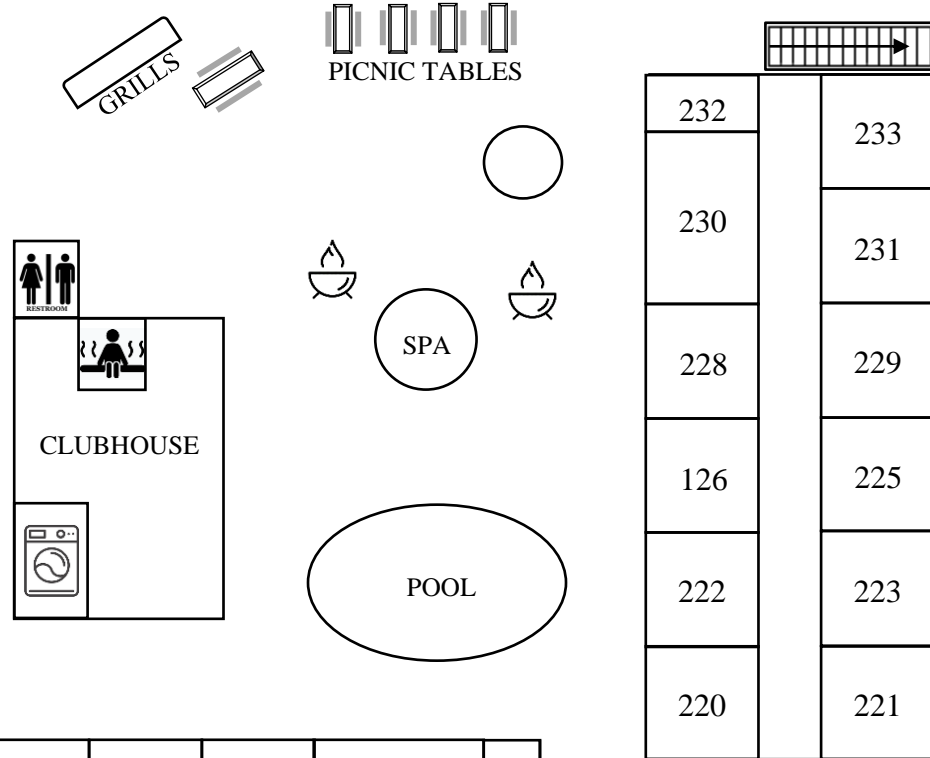 PICNIC TABLES
GRILLS
232
233
230
231
RESTROOM
SPA
228
229
CLUBHOUSE
126
225
POOL
222
223
220
221